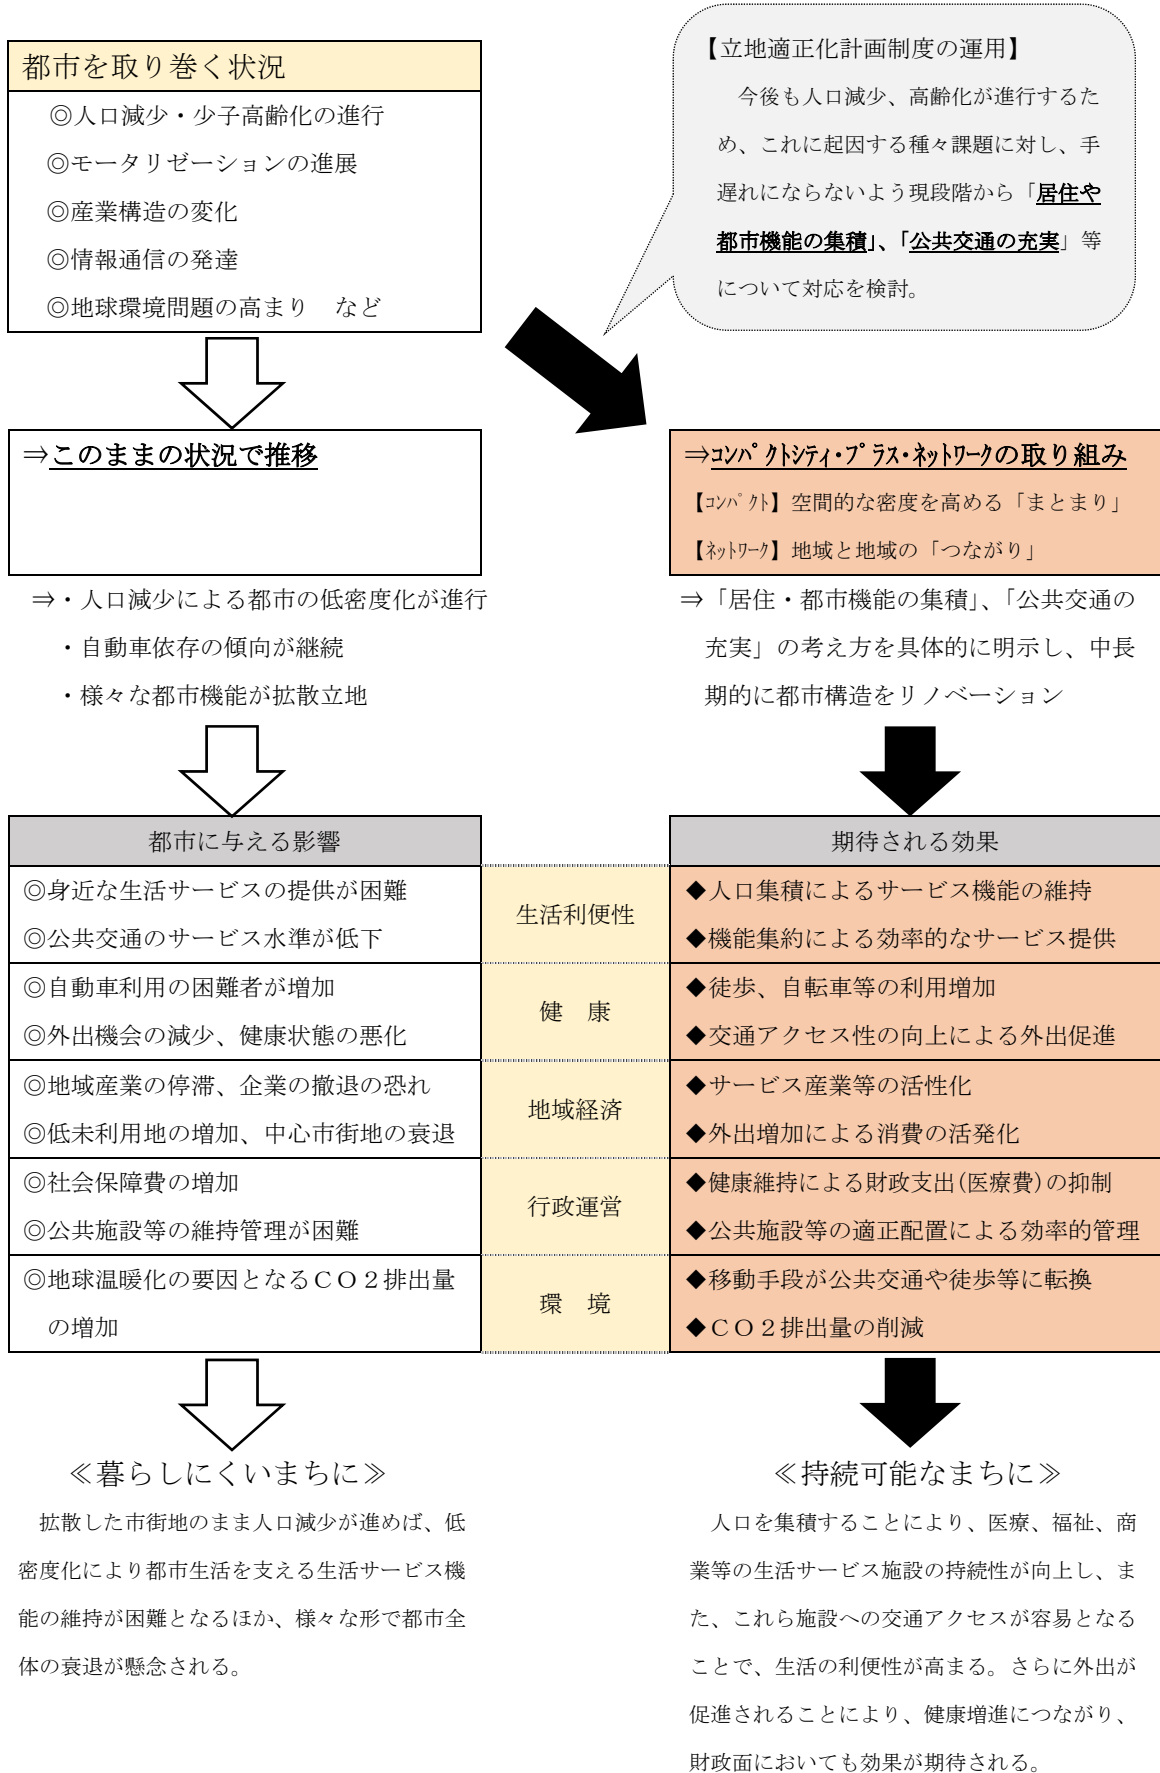 都市を取り巻く状況
◎人口減少・少子高齢化の進行
◎モータリゼーションの進展
◎産業構造の変化
◎情報通信の発達
◎地球環境問題の高まり　など
【立地適正化計画制度の運用】
今後も人口減少、高齢化が進行するた
め、これに起因する種々課題に対し、手
遅れにならないよう現段階から「居住や
都市機能の集積」、「公共交通の充実」等
について対応を検討。
⇒このままの状況で推移
⇒・人口減少による都市の低密度化が進行
・自動車依存の傾向が継続
・様々な都市機能が拡散立地
⇒ｺﾝﾊﾟｸﾄｼﾃｨ・ﾌﾟﾗｽ・ﾈｯﾄﾜｰｸの取り組み
【ｺﾝﾊﾟｸﾄ】空間的な密度を高める「まとまり」
【ﾈｯﾄﾜｰｸ】地域と地域の「つながり」
⇒「居住・都市機能の集積」、「公共交通の
充実」の考え方を具体的に明示し、中長
期的に都市構造をリノベーション
都市に与える影響
期待される効果
◎身近な生活サービスの提供が困難
◎公共交通のサービス水準が低下
生活利便性
◆人口集積によるサービス機能の維持
◆機能集約による効率的なサービス提供
◎自動車利用の困難者が増加
◎外出機会の減少、健康状態の悪化
健　康
◆徒歩、自転車等の利用増加
◆交通アクセス性の向上による外出促進
◎地域産業の停滞、企業の撤退の恐れ
◎低未利用地の増加、中心市街地の衰退
地域経済
◆サービス産業等の活性化
◆外出増加による消費の活発化
◎社会保障費の増加
◎公共施設等の維持管理が困難
行政運営
◆健康維持による財政支出(医療費)の抑制
◆公共施設等の適正配置による効率的管理
◎地球温暖化の要因となるＣＯ２排出量
の増加
環　境
◆移動手段が公共交通や徒歩等に転換
◆ＣＯ２排出量の削減
≪暮らしにくいまちに≫
拡散した市街地のまま人口減少が進めば、低
密度化により都市生活を支える生活サービス機
能の維持が困難となるほか、様々な形で都市全
体の衰退が懸念される。
≪持続可能なまちに≫
人口を集積することにより、医療、福祉、商
業等の生活サービス施設の持続性が向上し、ま
た、これら施設への交通アクセスが容易となる
ことで、生活の利便性が高まる。さらに外出が
促進されることにより、健康増進につながり、
財政面においても効果が期待される。